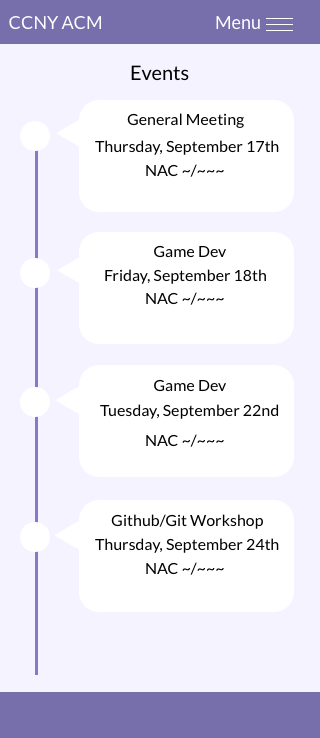 CCNY ACM
Menu
Events
General Meeting
Thursday, September 17th
NAC ~/~~~
Game Dev
Friday, September 18th
NAC ~/~~~
Game Dev
Tuesday, September 22nd
NAC ~/~~~
Github/Git Workshop
Thursday, September 24th
NAC ~/~~~